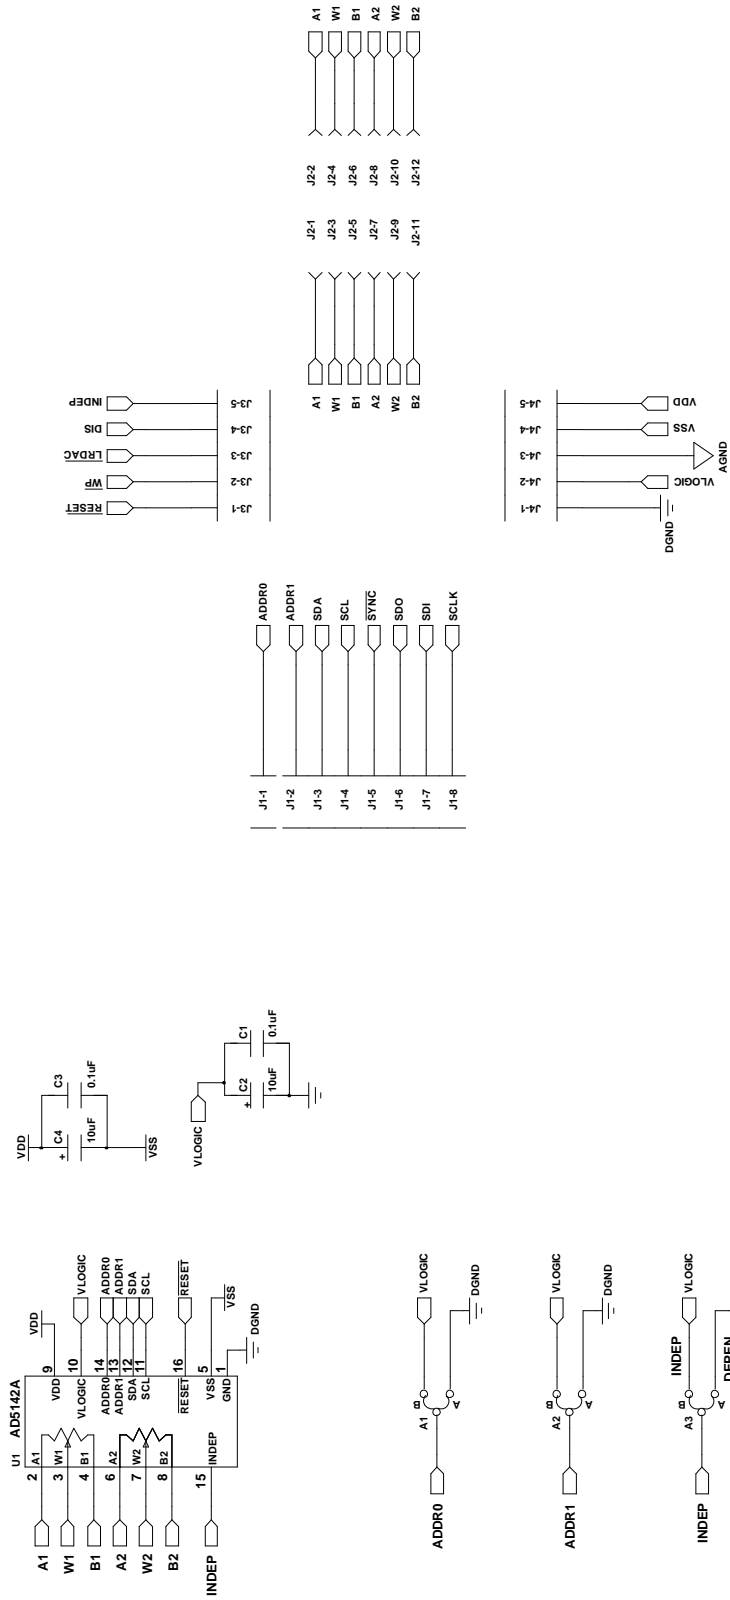 A1
W1
B1
A2
W2
B2
J2-2
J2-4
J2-6
J2-8
J2-10
J2-12
J2-1
J2-3
J2-5
J2-7
J2-9
J2-11
A1
W1
B1
A2
W2
B2
INDEP
DIS
LRDAC
WP
RESET
J3-5
J3-4
J3-3
J3-2
J3-1
J4-5
J4-4
J4-3
J4-2
J4-1
VDD
VSS
AGND
VLOGIC
DGND
ADDR0
ADDR1
SDA
SCL
SYNC
SDO
SDI
SCLK
J1-1
J1-2
J1-3
J1-4
J1-5
J1-6
J1-7
J1-8
VDD
+
C4
10uF
C3
0.1uF
VSS
VLOGIC
+
C2
10uF
C1
0.1uF
U1
AD5142A
VDD
VLOGIC
ADDR0
ADDR1
SDA
SCL
RESET
VSS
DGND
9
10
14
13
12
11
16
5
1
VDD
VLOGIC
ADDR0
ADDR1
SDA
SCL
RESET
VSS
GND
A1
W1
B1
A2
W2
B2
INDEP
2
3
4
6
7
8
15
A1
W1
B1
A2
W2
B2
INDEP
VLOGIC
DGND
B
A1
A
ADDR0
VLOGIC
DGND
B
A2
A
ADDR1
VLOGIC
INDEP
B
A3
A
INDEP